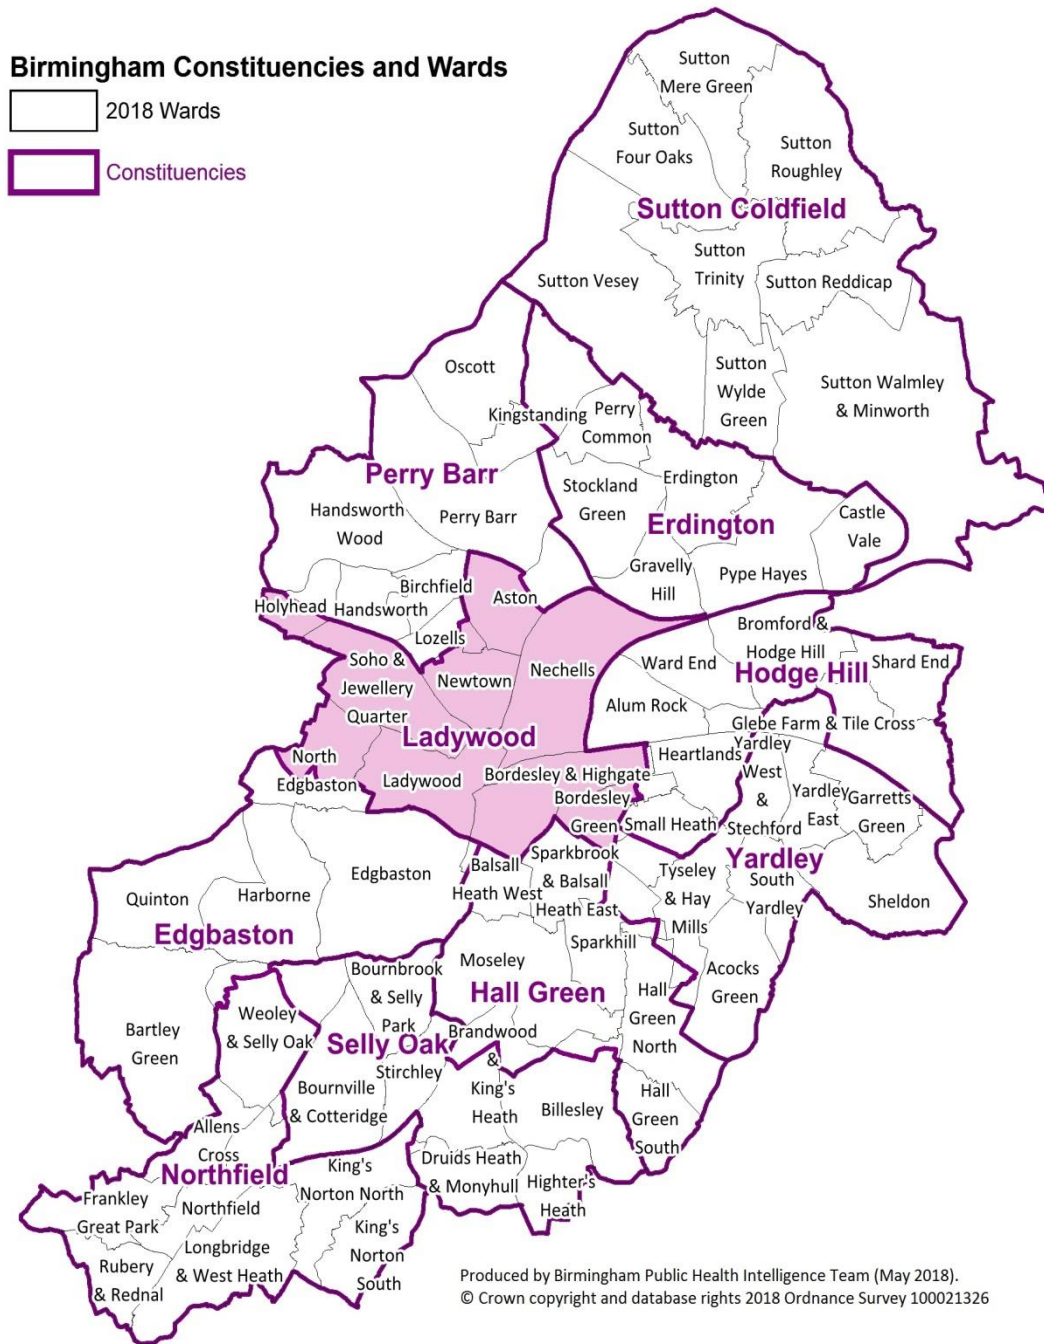 Birmingham Constituencies and Wards
2018 Wards
Constituencies
Sutton
Mere Green
Sutton
Four Oaks
Sutton
Roughley
Sutton Coldfield
Sutton
Trinity
Sutton Vesey
Sutton Reddicap
Sutton
Wylde
Green
Sutton Walmley
& Minworth
Oscott
Kingstanding
Perry
Common
Perry Barr
Handsworth
Wood
Perry Barr
Stockland
Green
Erdington
Erdington
Castle
Vale
Gravelly
Hill
Pype Hayes
Holyhead
Handsworth
Birchfield
Lozells
Aston
Soho &
Jewellery
Quarter
Newtown
Nechells
Ladywood
North
Edgbaston
Ladywood
Bordesley & Highgate
Bordesley
Green
Bromford &
Hodge Hill
Ward End
Shard End
Hodge Hill
Alum Rock
Glebe Farm & Tile Cross
Heartlands
Small Heath
Yardley
West
&
Stechford
Yardley
East
Garretts
Green
Yardley
South
Yardley
Sheldon
Tyseley
& Hay
Mills
Acocks
Green
Edgbaston
Quinton
Harborne
Edgbaston
Bartley
Green
Balsall
Heath West
Sparkbrook
& Balsall
Heath East
Sparkhill
Moseley
Hall Green
Hall
Green
North
Hall
Green
South
Bournbrook
& Selly
Park
Weoley
& Selly Oak
Selly Oak
Stirchley
Bournville
& Cotteridge
Brandwood
&
King's
Heath
Billesley
Druids Heath
& Monyhull
Highter's
Heath
Allens
Cross
Northfield
Frankley
Great Park
Northfield
King's
Norton North
King's
Norton
South
Rubery
& Rednal
Longbridge
& West Heath
Produced by Birmingham Public Health Intelligence Team (May 2018).
© Crown copyright and database rights 2018 Ordnance Survey 100021326